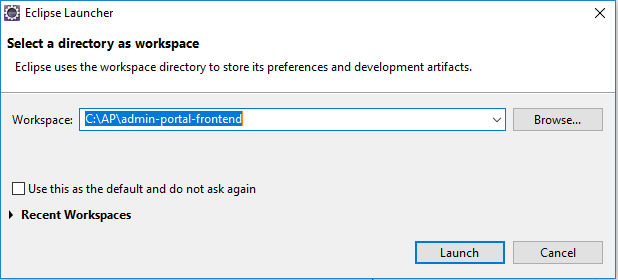 Eclipse Launcher
Select a directory as workspace
Eclipse uses the workspace directory to store its preferences and development artifacts.
Workspace: C:\AP\admin-portal-frontend Browse...
Use this as the default and do not ask again
Recent Workspaces
Launch Cancel